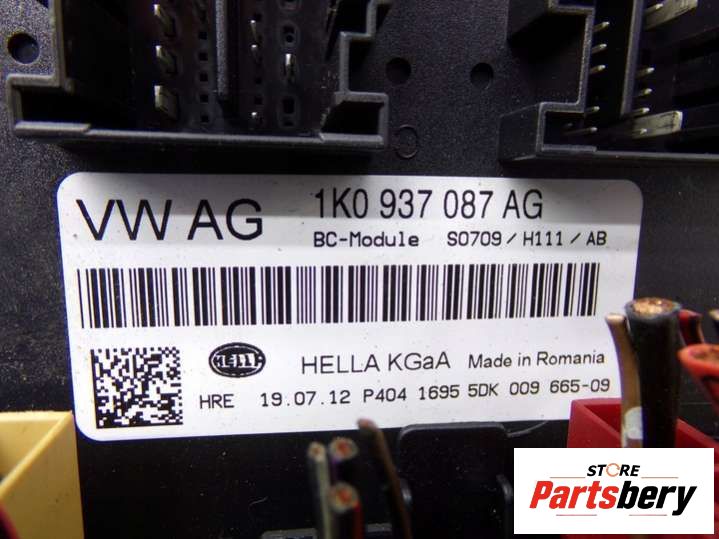 VW AG
1K0 937 087 AG
BC-Module S0709/H111/AB
HELLA
HELLA KGaA Made in Romania
HRE 19.07.12 P404 1695 5DK 009 665-09
STORE
Partsbery